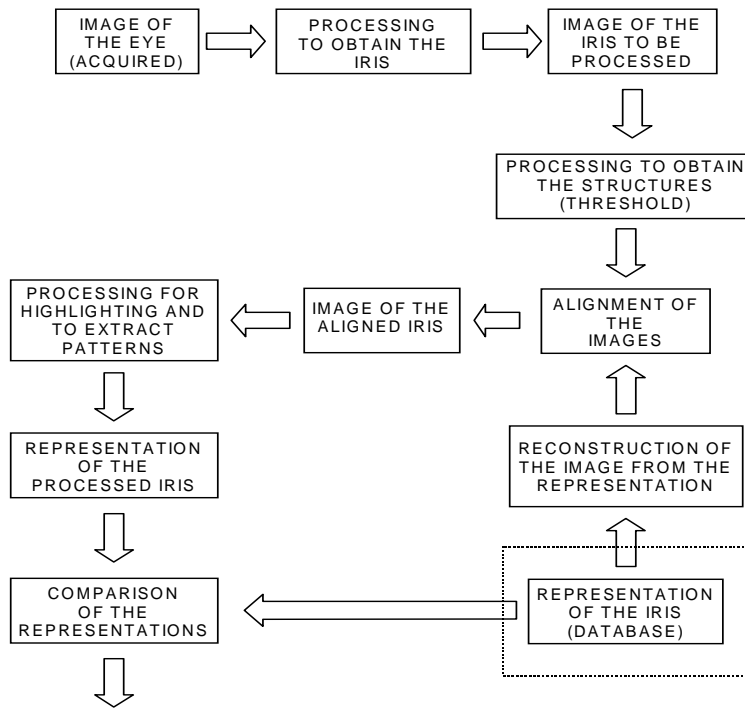 IMAGE OF
THE EYE
(ACQUIRED)
PROCESSING
TO OBTAIN THE
IRIS
IMAGE OF THE
IRIS TO BE
PROCESSED
PROCESSING TO OBTAIN
THE STRUCTURES
(THRESHOLD)
ALIGNMENT OF
THE
IMAGES
IMAGE OF THE
ALIGNED IRIS
PROCESSING FOR
HIGHLIGHTING AND
TO EXTRACT
PATTERNS
REPRESENTATION
OF THE
PROCESSED IRIS
RECONSTRUCTION OF
THE IMAGE FROM THE
REPRESENTATION
COMPARISON
OF THE
REPRESENTATIONS
REPRESENTATION
OF THE IRIS
(DATABASE)